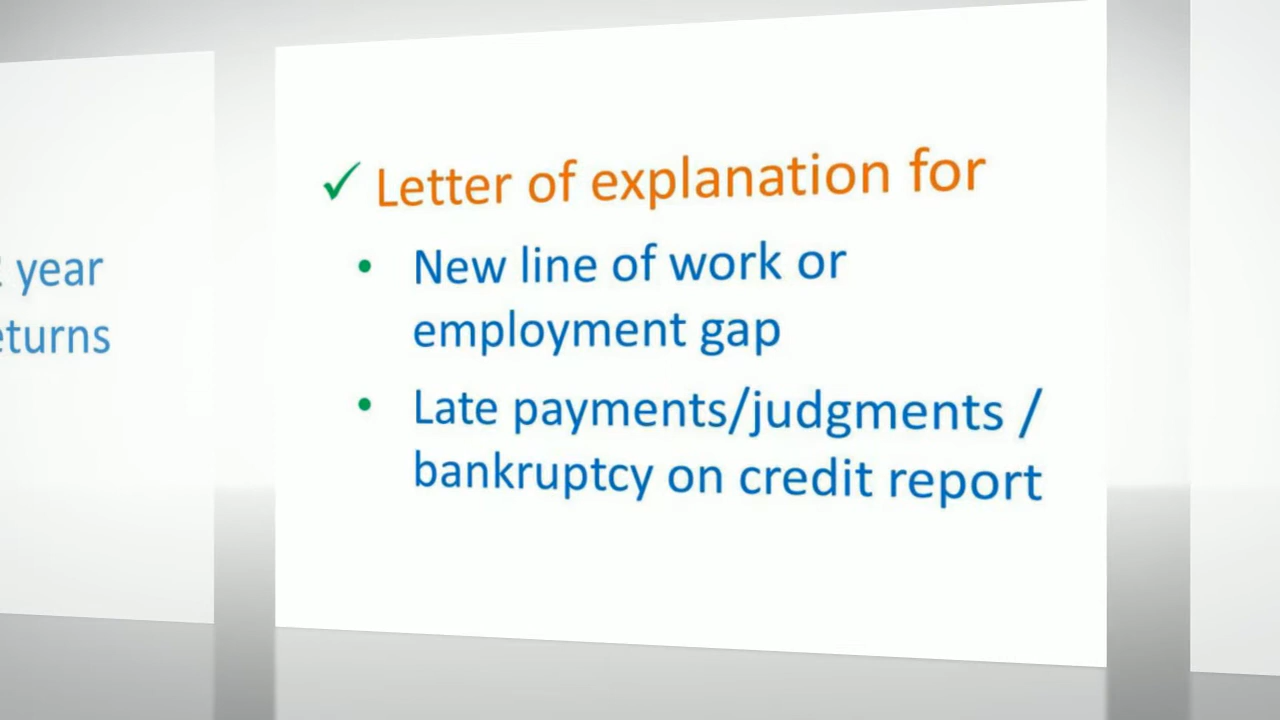 year
✓ Letter of explanation for
• New line of work or
employment gap
• Late payments/judgments /
bankruptcy on credit report